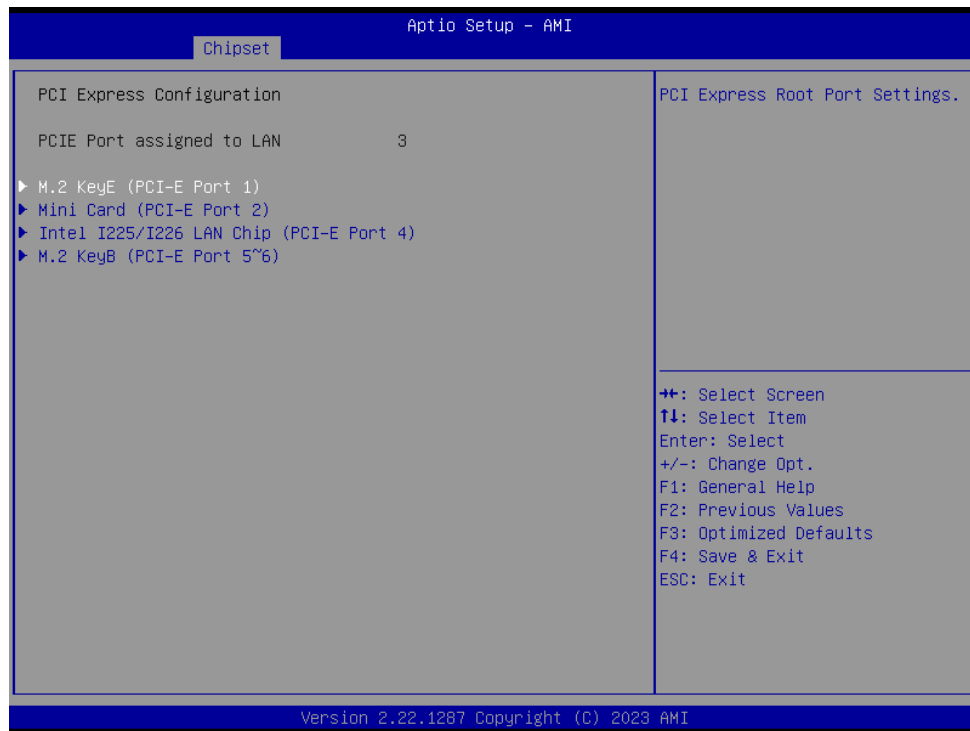 Aptio Setup – AMI
Chipset
PCI Express Configuration
PCIE Port assigned to LAN 3
▶ M.2 KeyE (PCI-E Port 1)
▶ Mini Card (PCI-E Port 2)
▶ Intel I225/I226 LAN Chip (PCI-E Port 4)
▶ M.2 KeyB (PCI-E Port 5~6)
PCI Express Root Port Settings.
→←: Select Screen
↑↓: Select Item
Enter: Select
+/-: Change Opt.
F1: General Help
F2: Previous Values
F3: Optimized Defaults
F4: Save & Exit
ESC: Exit
Version 2.22.1287 Copyright (C) 2023 AMI